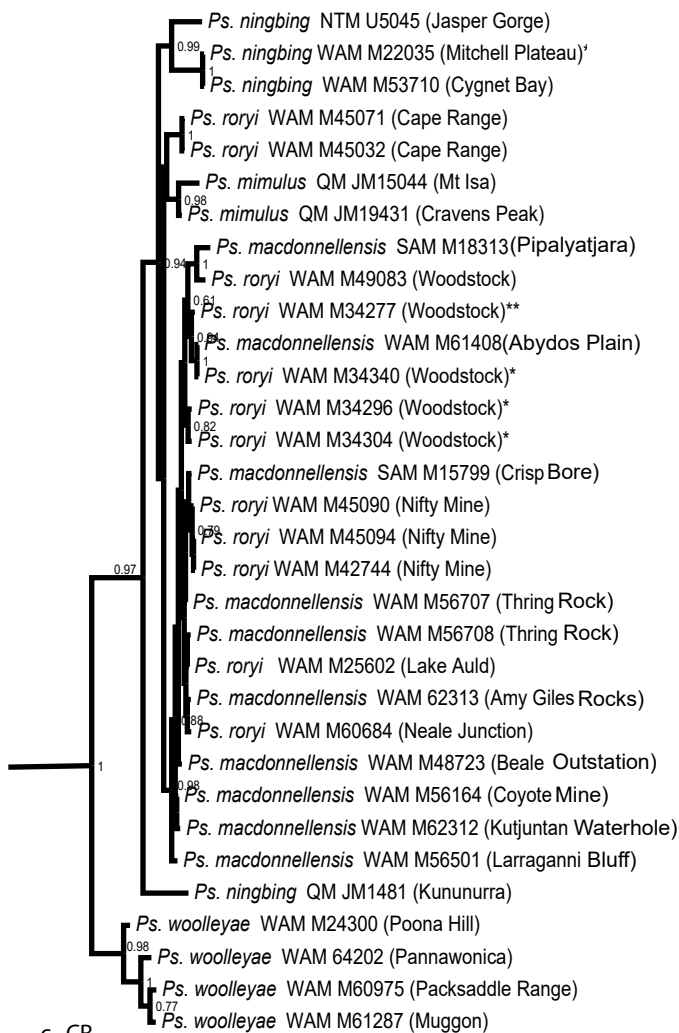 Ps. ningbing NTM U5045 (Jasper Gorge)
0.99
Ps. ningbing WAM M22035 (Mitchell Plateau)*
1
Ps. ningbing WAM M53710 (Cygnet Bay)
Ps. roryi WAM M45071 (Cape Range)
1
Ps. roryi WAM M45032 (Cape Range)
Ps. mimulus QM JM15044 (Mt Isa)
0.98
Ps. mimulus QM JM19431 (Cravens Peak)
Ps. macdonnellensis SAM M18313(Pipalyatjara)
0.94
1
Ps. roryi WAM M49083 (Woodstock)
0.61
Ps. roryi WAM M34277 (Woodstock)**
Ps. macdonnellensis WAM M61408(Abydos Plain)
1
Ps. roryi WAM M34340 (Woodstock)*
Ps. roryi WAM M34296 (Woodstock)*
0.82
Ps. roryi WAM M34304 (Woodstock)*
Ps. macdonnellensis SAM M15799 (Crisp Bore)
Ps. roryi WAM M45090 (Nifty Mine)
0.79
Ps. roryi WAM M45094 (Nifty Mine)
Ps. roryi WAM M42744 (Nifty Mine)
0.97
Ps. macdonnellensis WAM M56707 (Thring Rock)
Ps. macdonnellensis WAM M56708 (Thring Rock)
Ps. roryi WAM M25602 (Lake Auld)
Ps. macdonnellensis WAM 62313 (Amy Giles Rocks)
0.88
Ps. roryi WAM M60684 (Neale Junction)
Ps. macdonnellensis WAM M48723 (Beale Outstation)
1
0.98
Ps. macdonnellensis WAM M56164 (Coyote Mine)
Ps. macdonnellensis WAM M62312 (Kutjuntan Waterhole)
Ps. macdonnellensis WAM M56501 (Larraganni Bluff)
Ps. ningbing QM JM1481 (Kununurra)
Ps. woolleyae WAM M24300 (Poona Hill)
0.98
Ps. woolleyae WAM 64202 (Pannawonica)
1
Ps. woolleyae WAM M60975 (Packsaddle Range)
0.77
Ps. woolleyae WAM M61287 (Muggon)